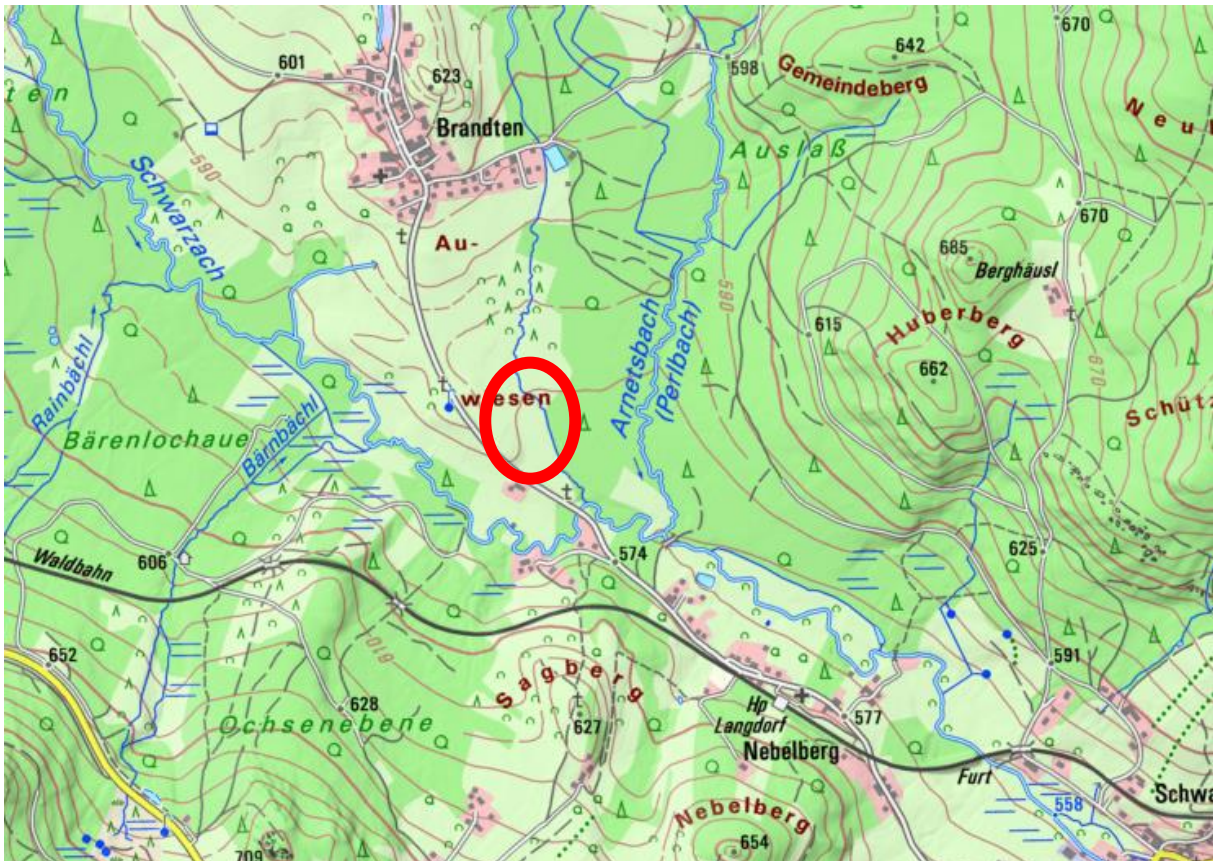 670
642
601
598
Gemeindeberg
623
ten
Brandten
Neu
Auslaß
590
Schwarzach
670
Au-
685
Berghäusl
590
Arnetsbach
(Perlbach)
615
Huberberg
Rainbächl
670
662
wiesen
Schütz
Bärenlochaue
Bärnbächl
625
Waldbahn
606
574
610
652
591
Sagberg
628
627
Ochsenebene
Hp
Langdorf
577
Nebelberg
Furt
Schwa
558
Nebelberg
709
654